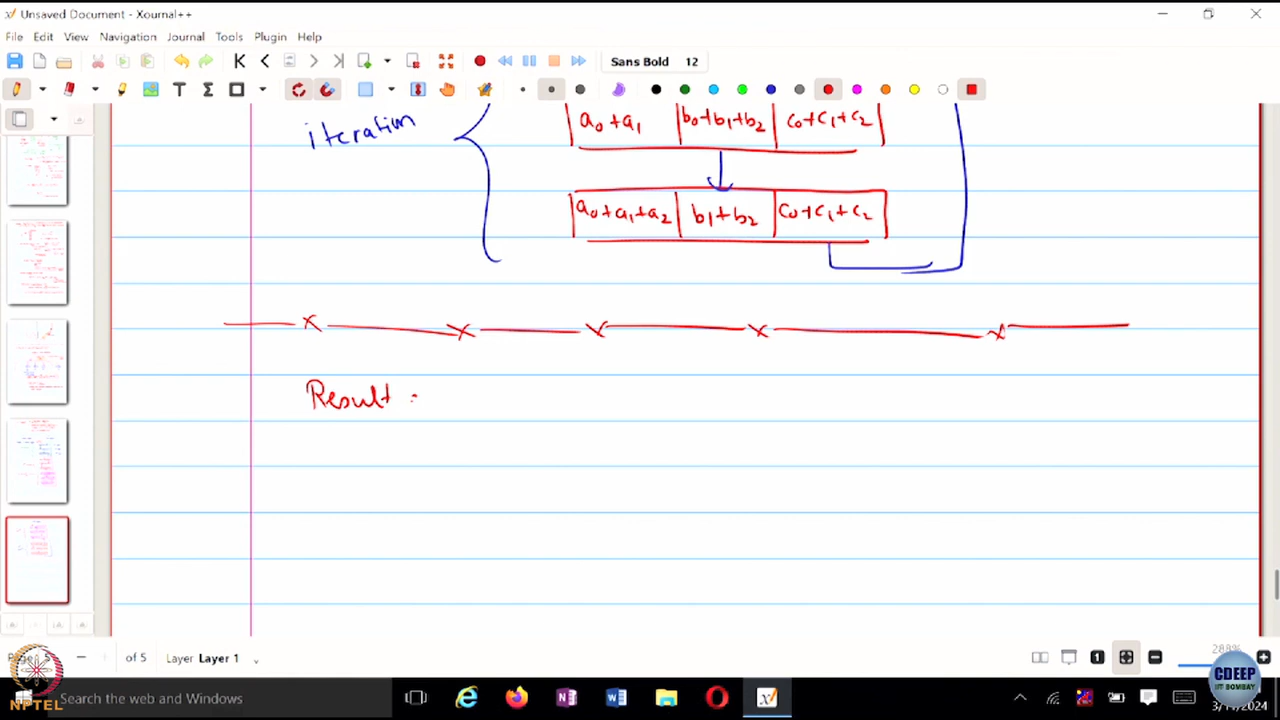 Unsaved Document - Xournal++
File Edit View Navigation Journal Tools Plugin Help
Sans Bold 12
iteration
a₀+a₁ b₀+b₁+b₂ c₀+c₁+c₂
a₀+a₁+a₂ b₁+b₂ c₀+c₁+c₂
Result :
of 5 Layer Layer 1
288%
Search the web and Windows
NPTEL
CDEEP
IIT BOMBAY